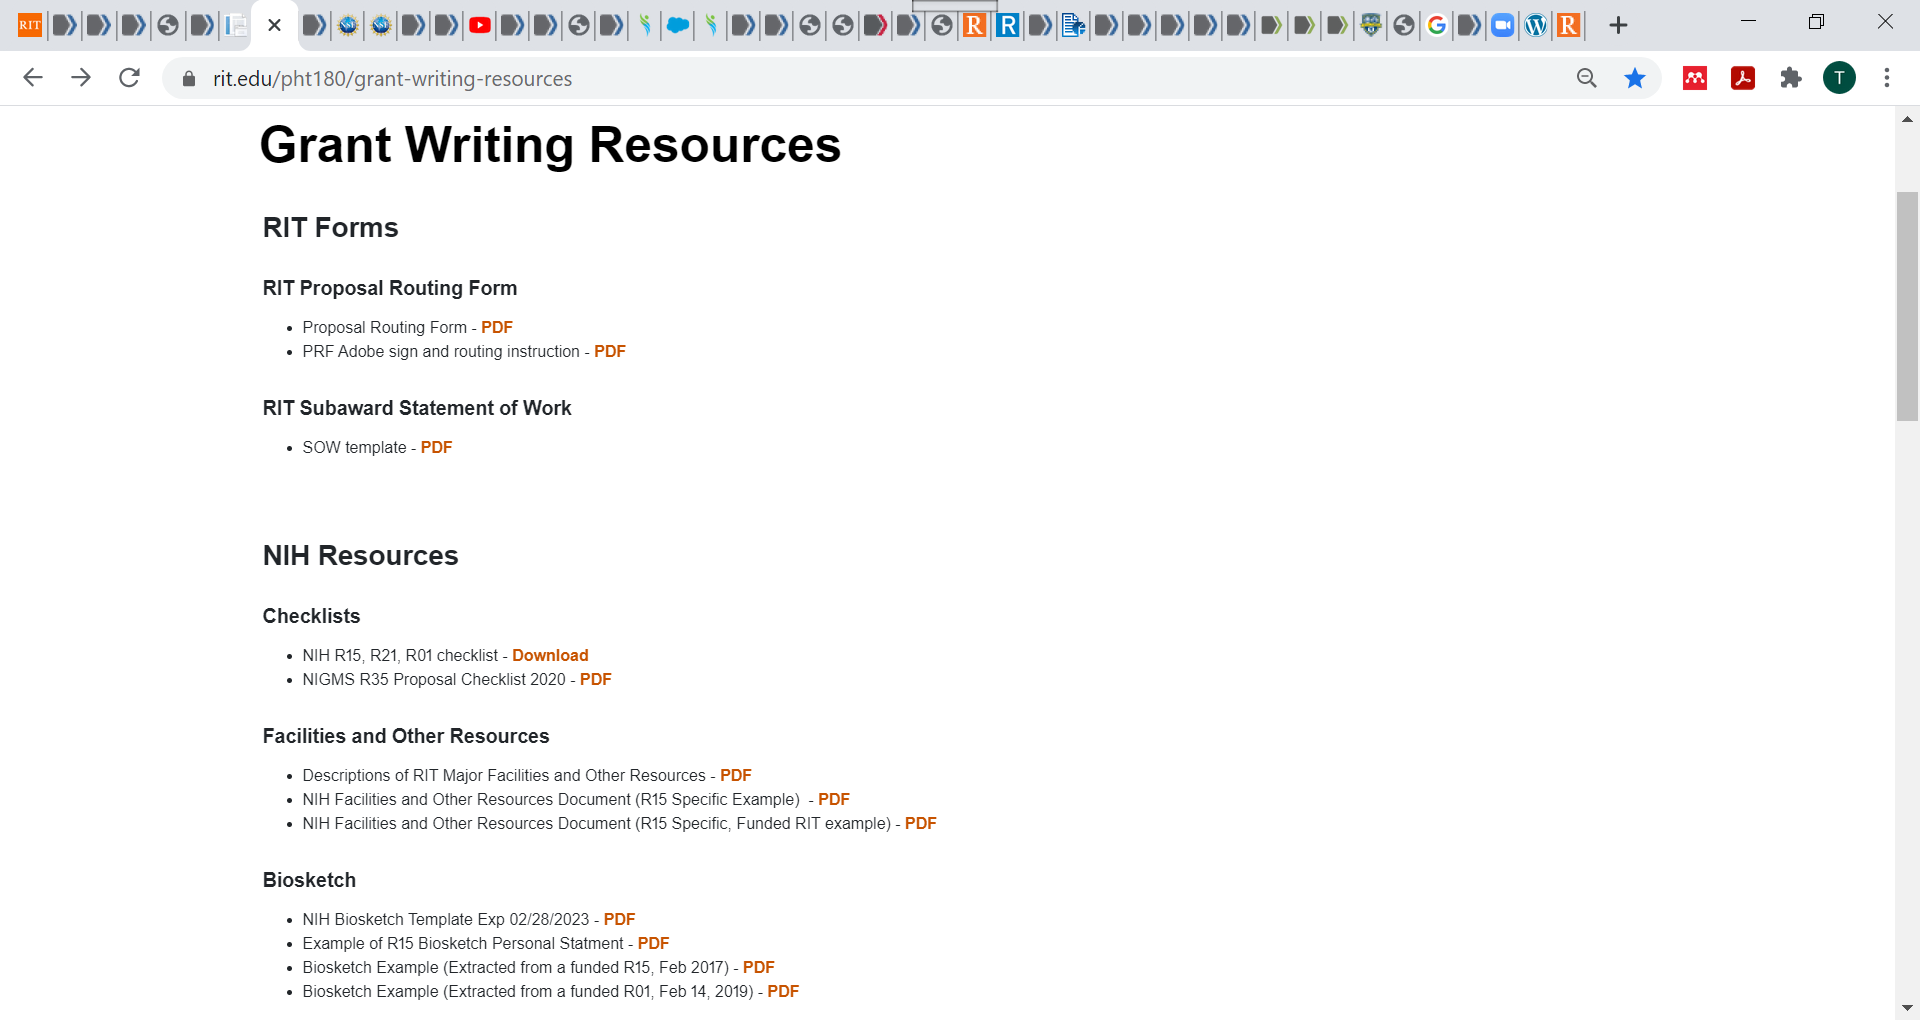 RIT
NSF
NSF
R
R
G
W
R
rit.edu/pht180/grant-writing-resources
T
Grant Writing Resources
RIT Forms
RIT Proposal Routing Form
• Proposal Routing Form - PDF
• PRF Adobe sign and routing instruction - PDF
RIT Subaward Statement of Work
• SOW template - PDF
NIH Resources
Checklists
• NIH R15, R21, R01 checklist - Download
• NIGMS R35 Proposal Checklist 2020 - PDF
Facilities and Other Resources
• Descriptions of RIT Major Facilities and Other Resources - PDF
• NIH Facilities and Other Resources Document (R15 Specific Example)  - PDF
• NIH Facilities and Other Resources Document (R15 Specific, Funded RIT example) - PDF
Biosketch
• NIH Biosketch Template Exp 02/28/2023 - PDF
• Example of R15 Biosketch Personal Statment - PDF
• Biosketch Example (Extracted from a funded R15, Feb 2017) - PDF
• Biosketch Example (Extracted from a funded R01, Feb 14, 2019) - PDF